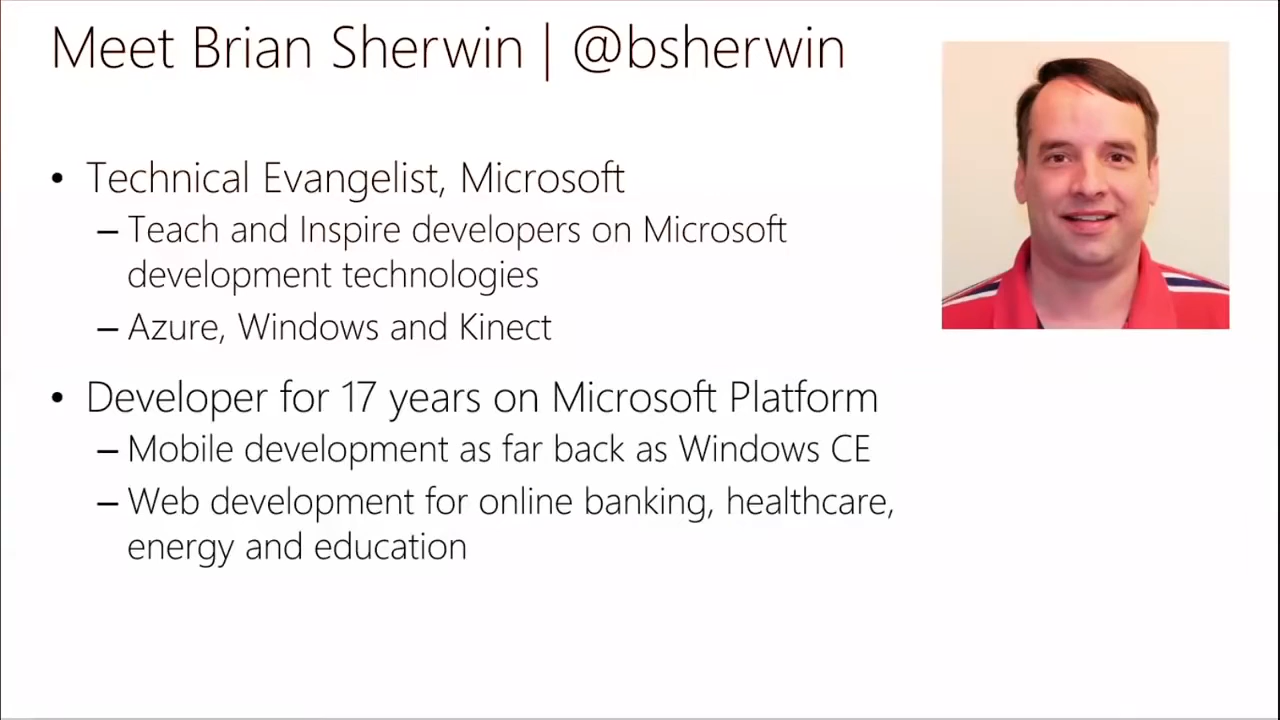 Meet Brian Sherwin | @bsherwin
• Technical Evangelist, Microsoft
– Teach and Inspire developers on Microsoft
development technologies
– Azure, Windows and Kinect
• Developer for 17 years on Microsoft Platform
– Mobile development as far back as Windows CE
– Web development for online banking, healthcare,
energy and education